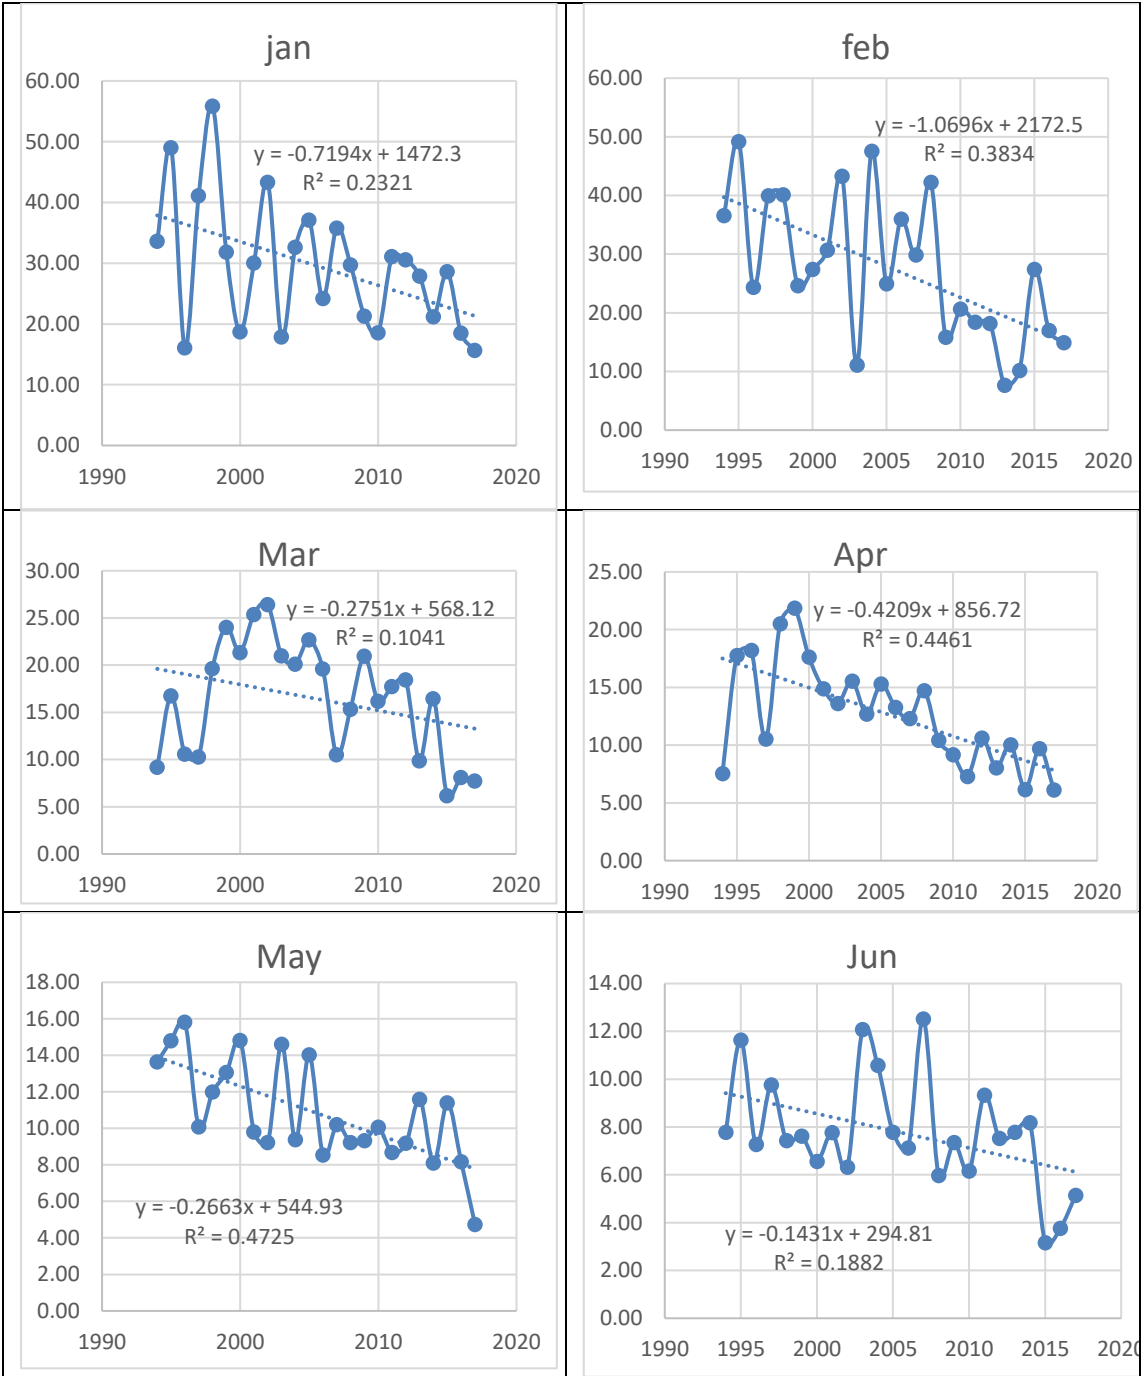 jan
60.00
50.00
40.00
30.00
20.00
10.00
0.00
y = -0.7194x + 1472.3
R² = 0.2321
1990 2000 2010 2020
feb
60.00
50.00
40.00
30.00
20.00
10.00
0.00
y = -1.0696x + 2172.5
R² = 0.3834
1990 1995 2000 2005 2010 2015 2020
Mar
30.00
25.00
20.00
15.00
10.00
5.00
0.00
y = -0.2751x + 568.12
R² = 0.1041
1990 2000 2010 2020
Apr
25.00
20.00
15.00
10.00
5.00
0.00
y = -0.4209x + 856.72
R² = 0.4461
1990 1995 2000 2005 2010 2015 2020
May
18.00
16.00
14.00
12.00
10.00
8.00
6.00
4.00
2.00
0.00
y = -0.2663x + 544.93
R² = 0.4725
1990 2000 2010 2020
Jun
14.00
12.00
10.00
8.00
6.00
4.00
2.00
0.00
y = -0.1431x + 294.81
R² = 0.1882
1990 1995 2000 2005 2010 2015 202